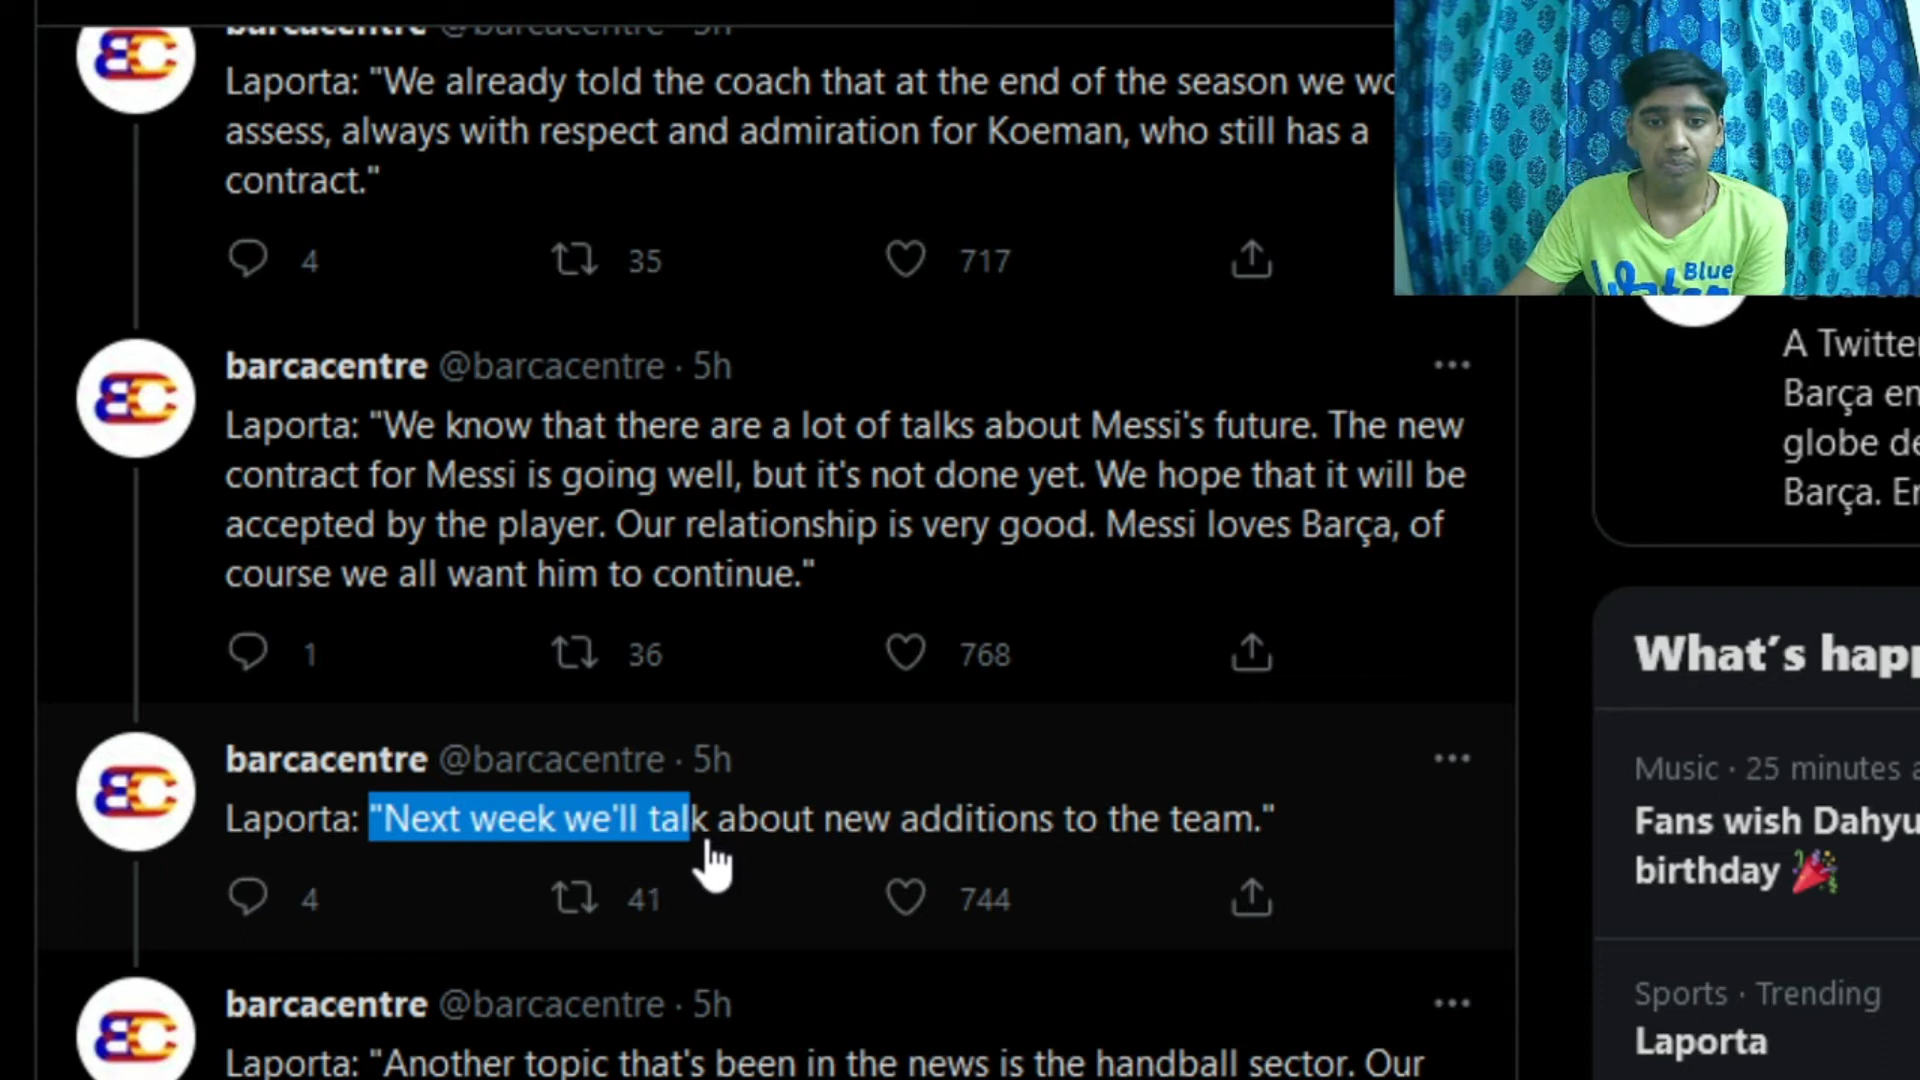 barcacentre @barcacentre · 5h
Laporta: "We already told the coach that at the end of the season we
assess, always with respect and admiration for Koeman, who still has a
contract."
4 35 717
barcacentre @barcacentre · 5h
Laporta: "We know that there are a lot of talks about Messi's future. The new
contract for Messi is going well, but it's not done yet. We hope that it will be
accepted by the player. Our relationship is very good. Messi loves Barça, of
course we all want him to continue."
1 36 768
barcacentre @barcacentre · 5h
Laporta: "Next week we'll talk about new additions to the team."
4 41 744
barcacentre @barcacentre · 5h
Laporta: "Another topic that's been in the news is the handball sector. Our
Blue
A Twitter
Barça
globe
Barça.
What's
Music · 25 minutes
Fans wish
birthday
Sports · Trending
Laporta